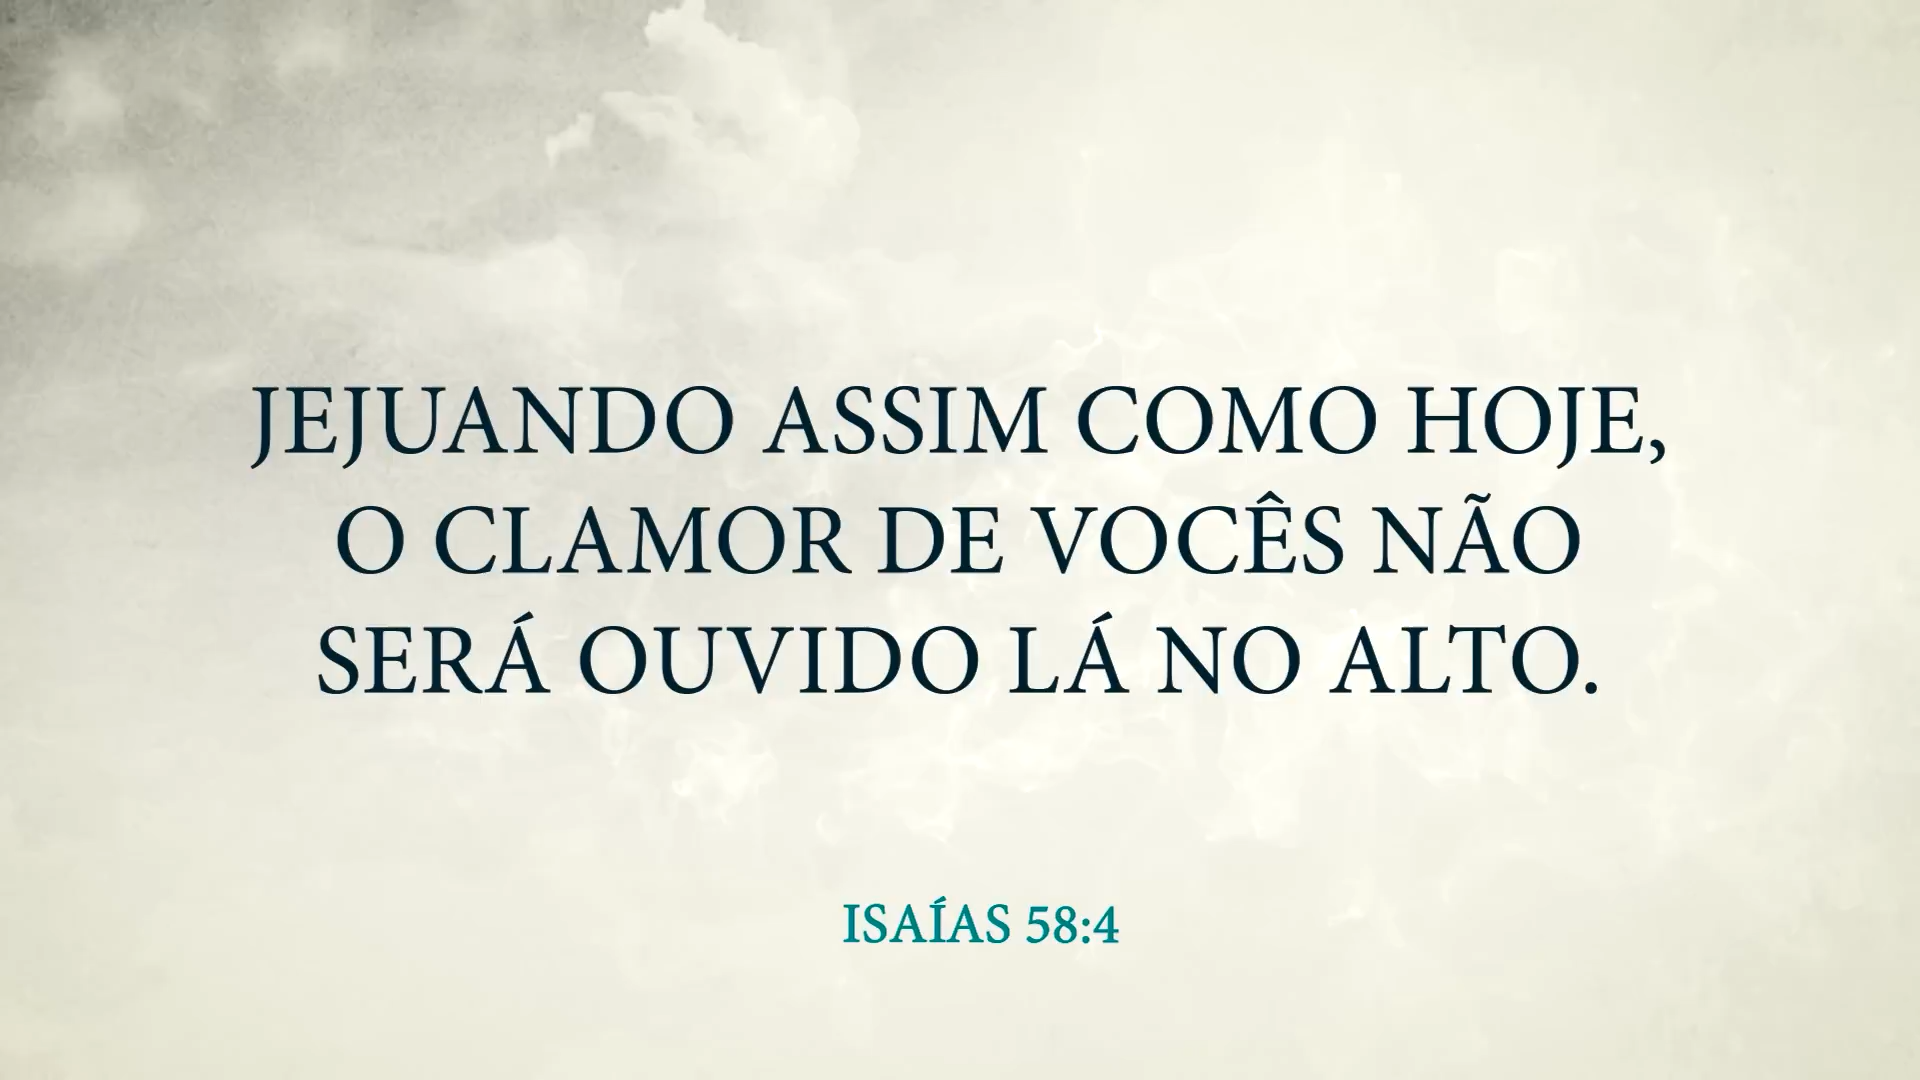 JEJUANDO ASSIM COMO HOJE,
O CLAMOR DE VOCÊS NÃO
SERÁ OUVIDO LÁ NO ALTO.
ISAÍAS 58:4